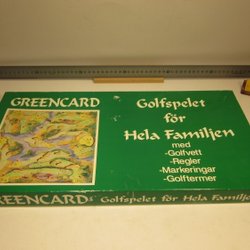 GREENCARD
Golfspelet
för
Hela Familjen
med
-Golfvett
-Regler
-Markeringar
-Golftermer
GREENCARD Golfspelet för Hela Familjen